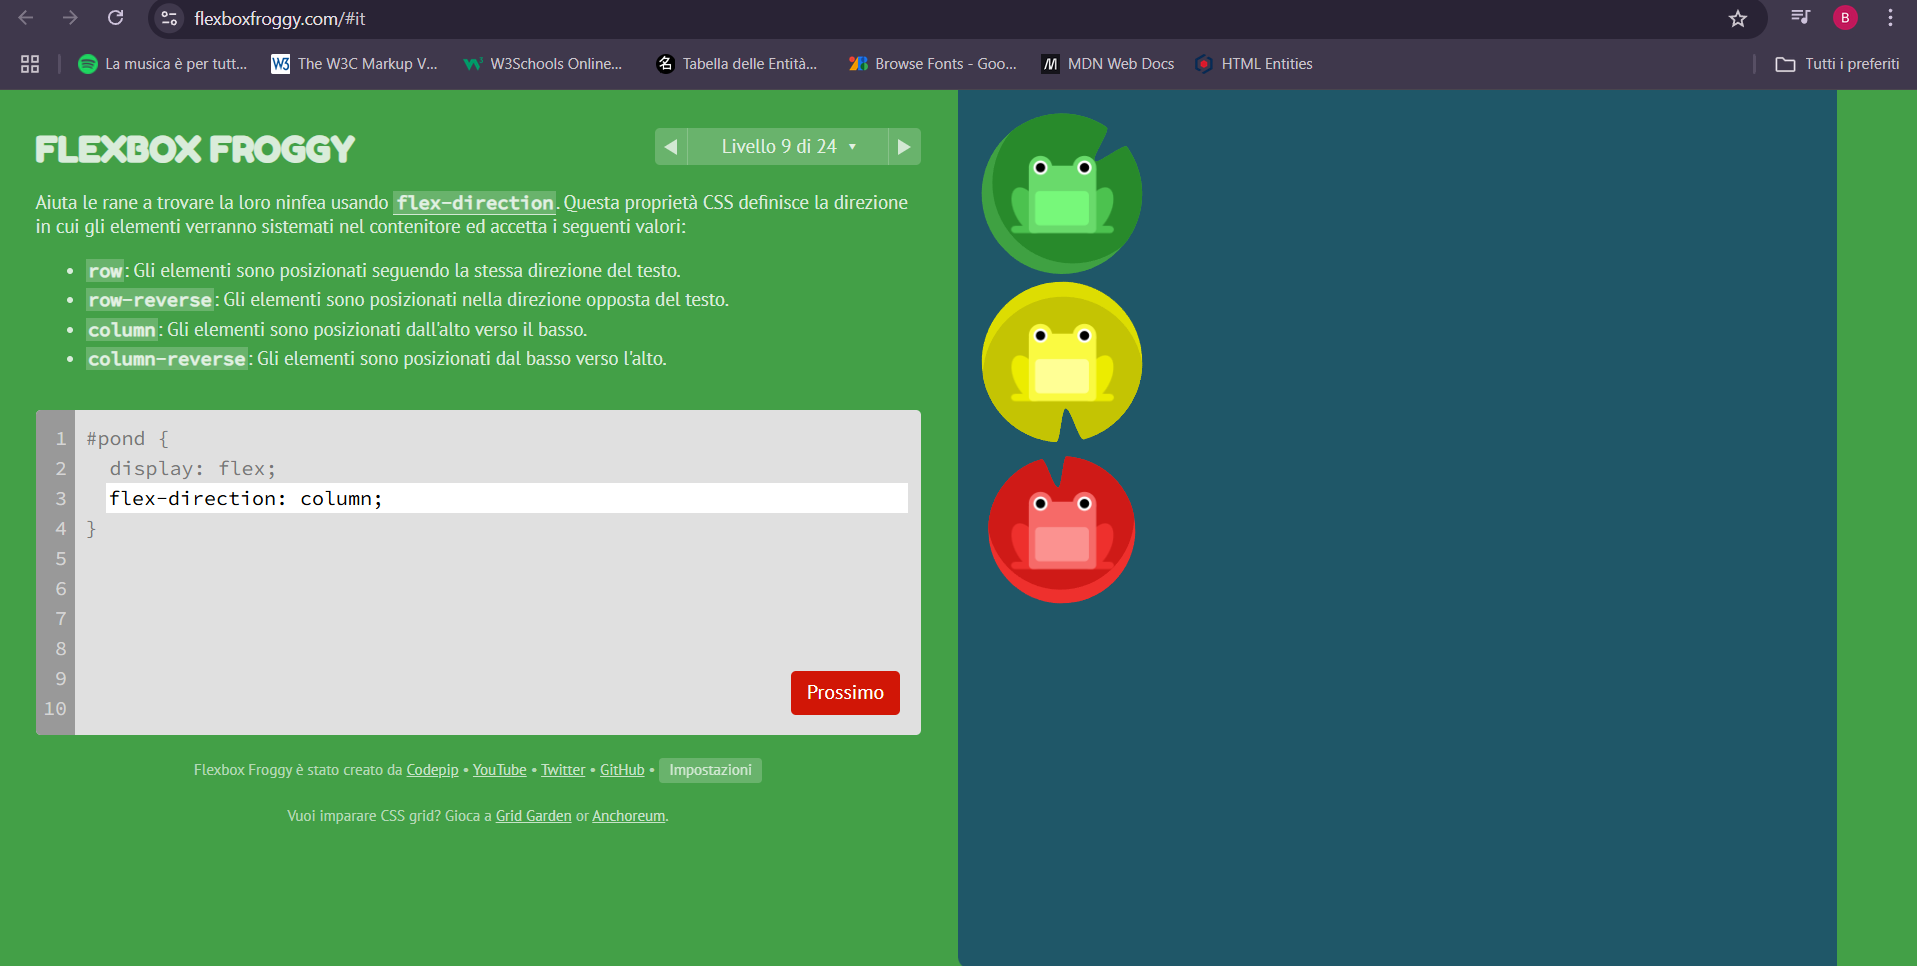 flexboxfroggy.com/#it
B
La musica è per tutt...
The W3C Markup V...
W3Schools Online...
Tabella delle Entità...
Browse Fonts - Goo...
MDN Web Docs
HTML Entities
Tutti i preferiti
FLEXBOX FROGGY
Livello 9 di 24
Aiuta le rane a trovare la loro ninfea usando flex-direction. Questa proprietà CSS definisce la direzione
in cui gli elementi verranno sistemati nel contenitore ed accetta i seguenti valori:
• row: Gli elementi sono posizionati seguendo la stessa direzione del testo.
• row-reverse: Gli elementi sono posizionati nella direzione opposta del testo.
• column: Gli elementi sono posizionati dall'alto verso il basso.
• column-reverse: Gli elementi sono posizionati dal basso verso l'alto.
1 #pond {
2 display: flex;
3 flex-direction: column;
4 }
5
6
7
8
9
10
Prossimo
Flexbox Froggy è stato creato da Codepip • YouTube • Twitter • GitHub • Impostazioni
Vuoi imparare CSS grid? Gioca a Grid Garden or Anchoreum.